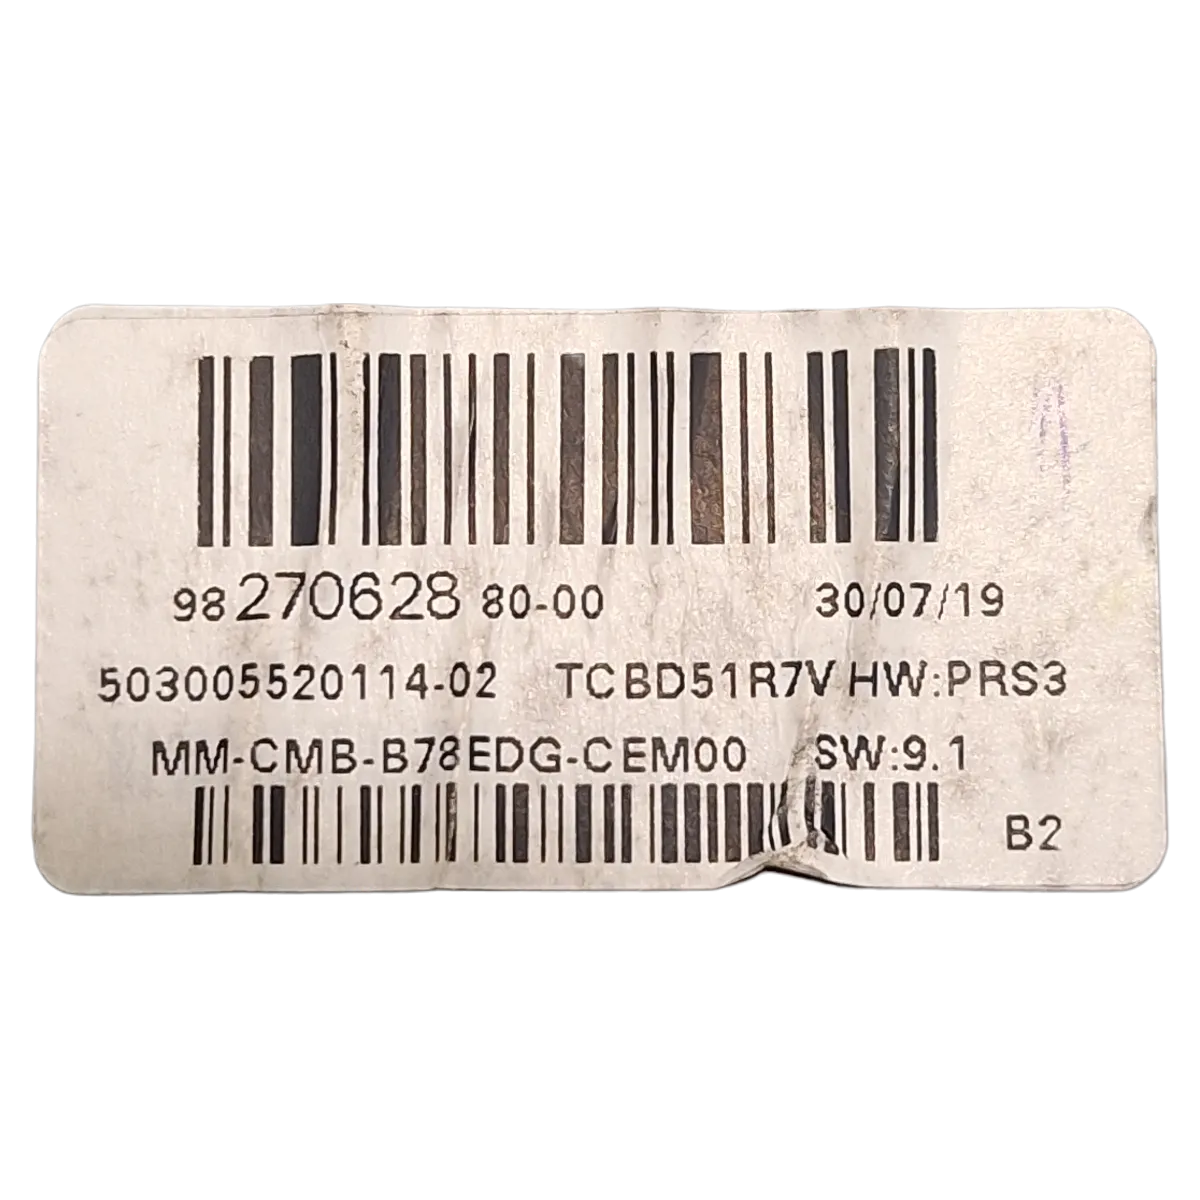 98 270628 80-00 30/07/19
503005520114-02 TCBD51R7V HW:PRS3
MM-CMB-B78EDG-CEM00 SW:9.1
B2